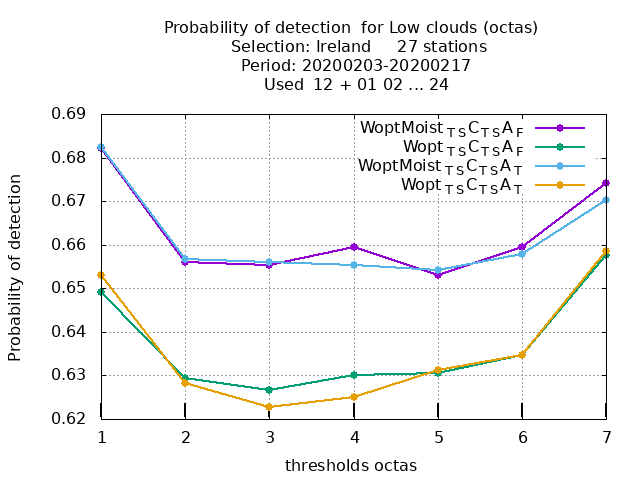 Probability of detection  for Low clouds (octas)
Selection: Ireland     27 stations
Period: 20200203-20200217
Used  12 + 01 02 ... 24
WoptMoist TS C TS A F
Wopt TS C TS A F
WoptMoist TS C TS A T
Wopt TS C TS A T
Probability of detection
0.69
0.68
0.67
0.66
0.65
0.64
0.63
0.62
1 2 3 4 5 6 7
thresholds octas